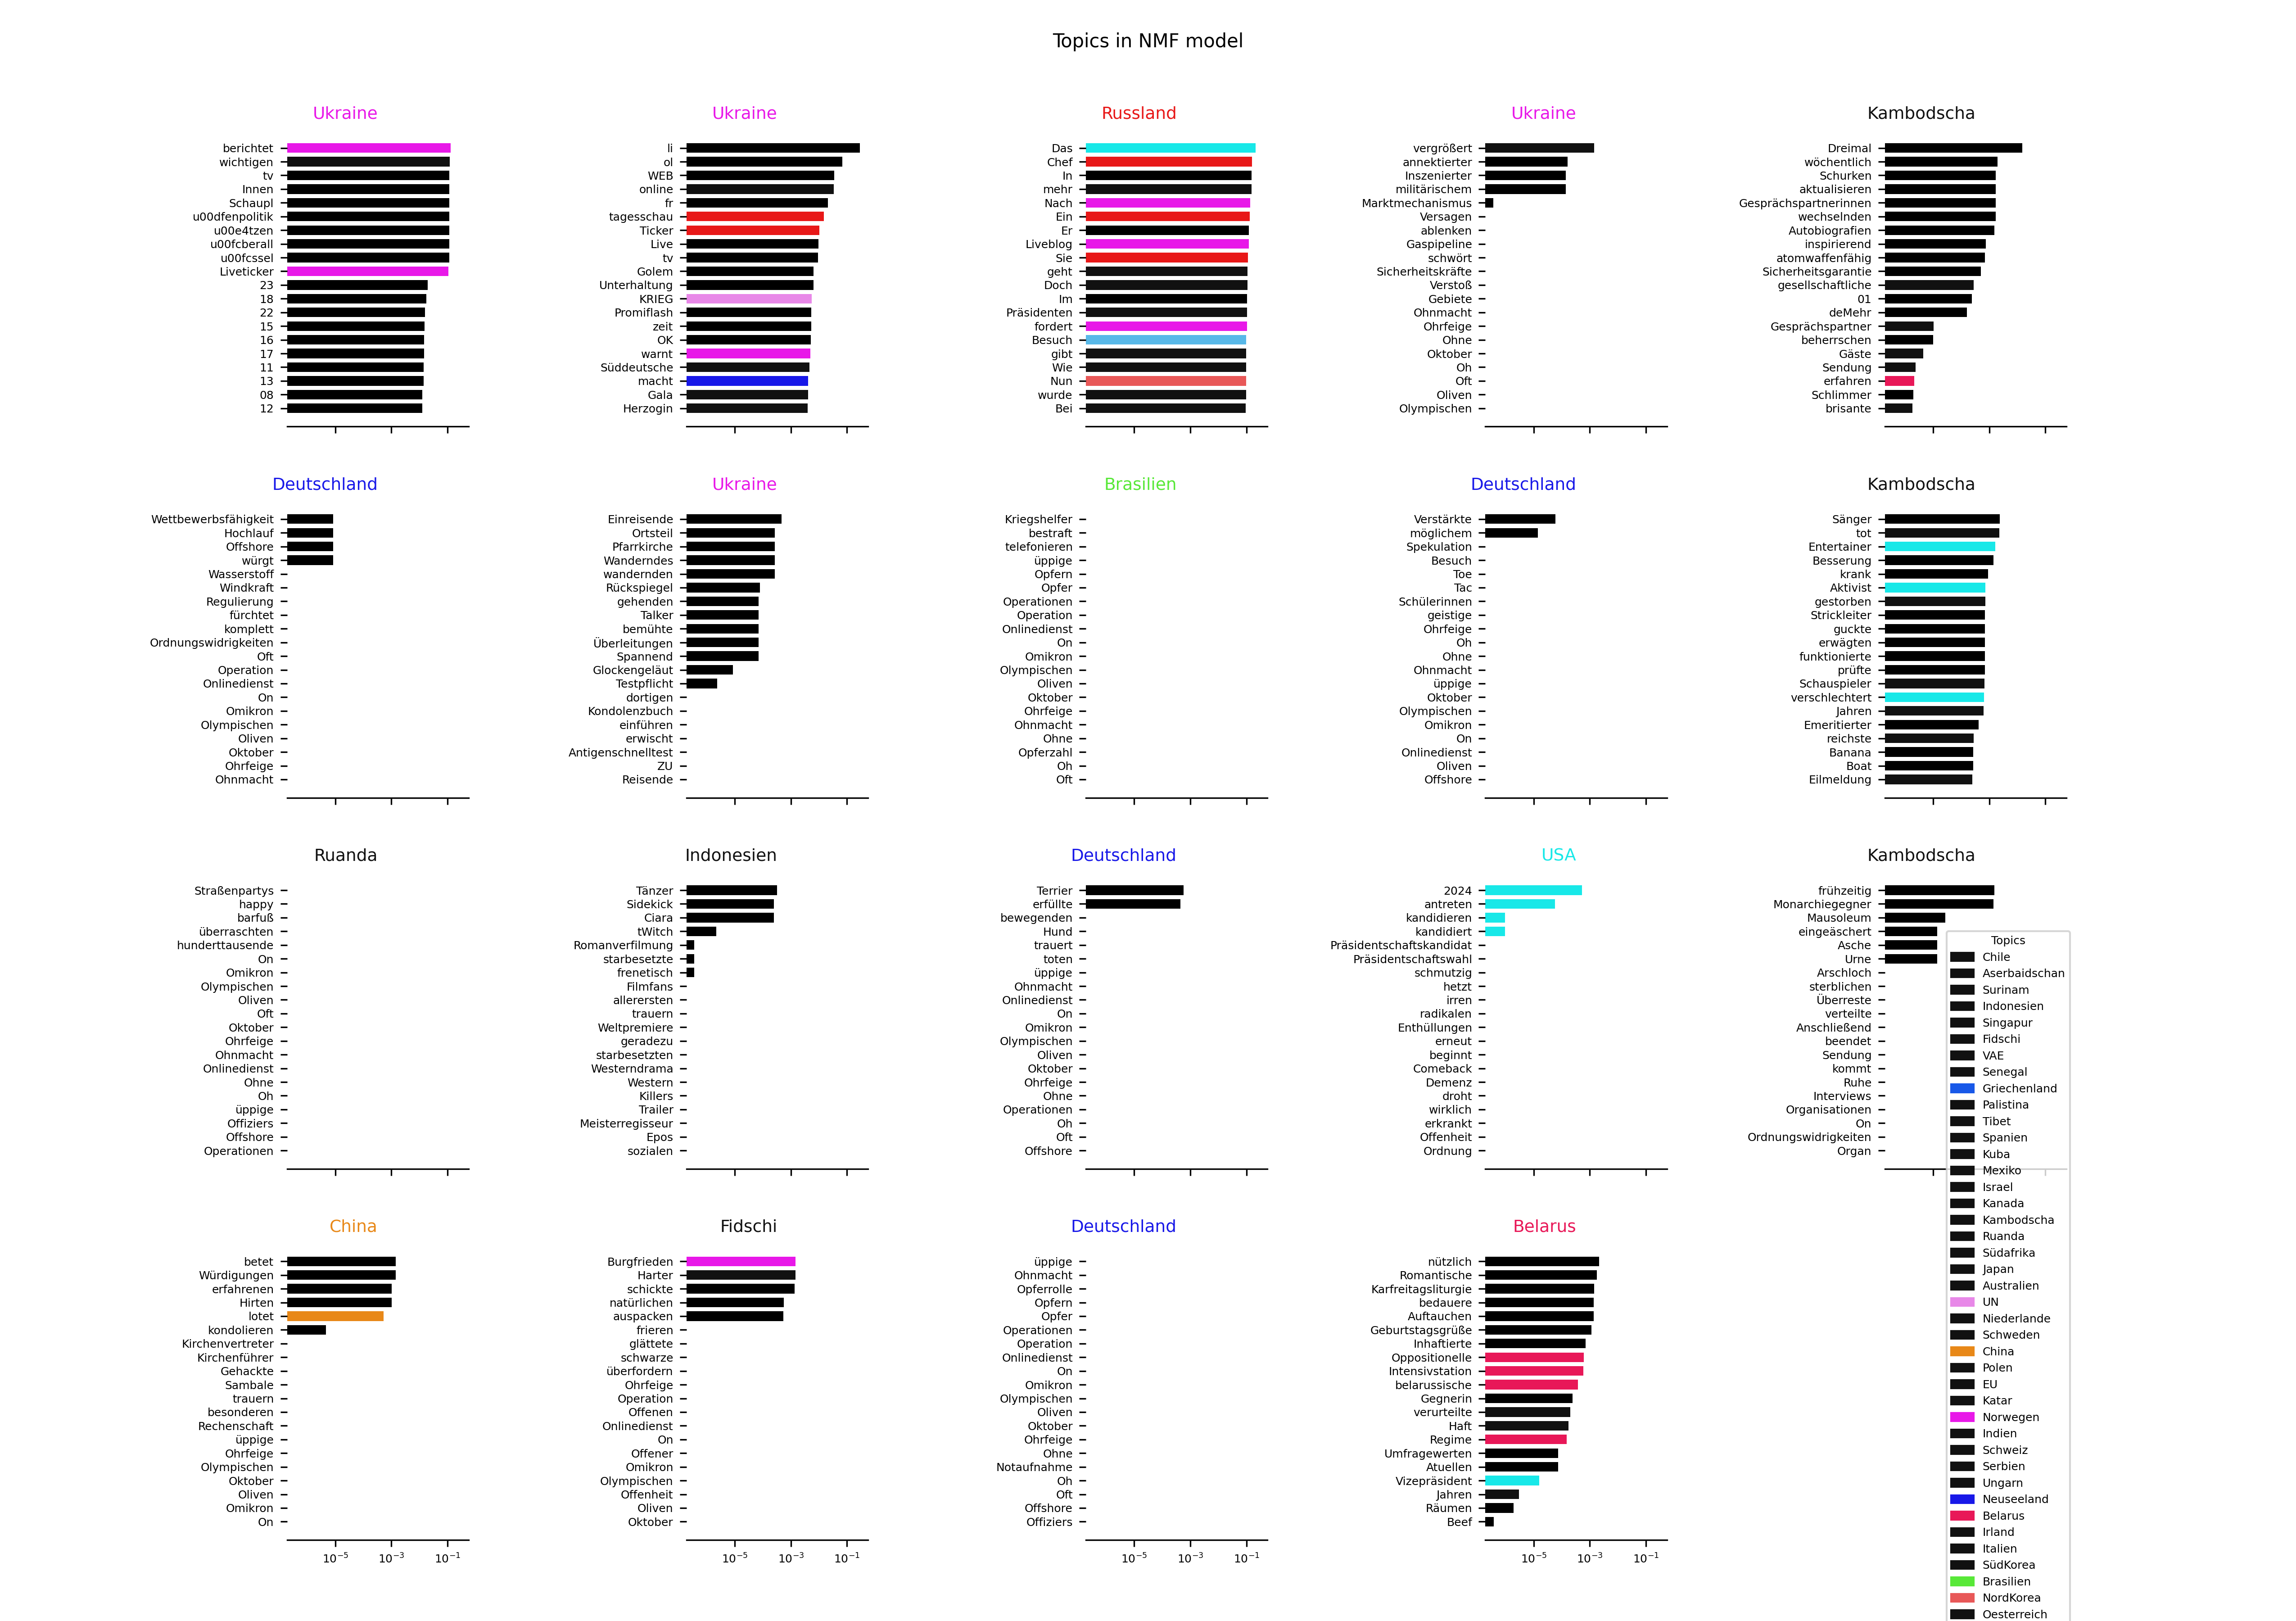 Topics in NMF model
Ukraine
berichtet
wichtigen
tv
Innen
Schaupl
u00dfenpolitik
u00e4tzen
u00fcberall
u00fcssel
Liveticker
23
18
22
15
16
17
11
13
08
12
Ukraine
li
ol
WEB
online
fr
tagesschau
Ticker
Live
tv
Golem
Unterhaltung
KRIEG
Promiflash
zeit
OK
warnt
Süddeutsche
macht
Gala
Herzogin
Russland
Das
Chef
In
mehr
Nach
Ein
Er
Liveblog
Sie
geht
Doch
Im
Präsidenten
fordert
Besuch
gibt
Wie
Nun
wurde
Bei
Ukraine
vergrößert
annektierter
Inszenierter
militärischem
Marktmechanismus
Versagen
ablenken
Gaspipeline
schwört
Sicherheitskräfte
Verstoß
Gebiete
Ohnmacht
Ohrfeige
Ohne
Oktober
Oh
Oft
Oliven
Olympischen
Kambodscha
Dreimal
wöchentlich
Schurken
aktualisieren
Gesprächspartnerinnen
wechselnden
Autobiografien
inspirierend
atomwaffenfähig
Sicherheitsgarantie
gesellschaftliche
01
deMehr
Gesprächspartner
beherrschen
Gäste
Sendung
erfahren
Schlimmer
brisante
Deutschland
Wettbewerbsfähigkeit
Hochlauf
Offshore
würgt
Wasserstoff
Windkraft
Regulierung
fürchtet
komplett
Ordnungswidrigkeiten
Oft
Operation
Onlinedienst
On
Omikron
Olympischen
Oliven
Oktober
Ohrfeige
Ohnmacht
Ukraine
Einreisende
Ortsteil
Pfarrkirche
Wanderndes
wandernden
Rückspiegel
gehenden
Talker
bemühte
Überleitungen
Spannend
Glockengeläut
Testpflicht
dortigen
Kondolenzbuch
einführen
erwischt
Antigenschnelltest
ZU
Reisende
Brasilien
Kriegshelfer
bestraft
telefonieren
üppige
Opfern
Opfer
Operationen
Operation
Onlinedienst
On
Omikron
Olympischen
Oliven
Oktober
Ohrfeige
Ohnmacht
Ohne
Opferzahl
Oh
Oft
Deutschland
Verstärkte
möglichem
Spekulation
Besuch
Toe
Tac
Schülerinnen
geistige
Ohrfeige
Oh
Ohne
Ohnmacht
üppige
Oktober
Olympischen
Omikron
On
Onlinedienst
Oliven
Offshore
Kambodscha
Sänger
tot
Entertainer
Besserung
krank
Aktivist
gestorben
Strickleiter
guckte
erwägten
funktionierte
prüfte
Schauspieler
verschlechtert
Jahren
Emeritierter
reichste
Banana
Boat
Eilmeldung
Ruanda
Straßenpartys
happy
barfuß
überraschten
hunderttausende
On
Omikron
Olympischen
Oliven
Oft
Oktober
Ohrfeige
Ohnmacht
Onlinedienst
Ohne
Oh
üppige
Offiziers
Offshore
Operationen
Indonesien
Tänzer
Sidekick
Ciara
tWitch
Romanverfilmung
starbesetzte
frenetisch
Filmfans
allerersten
trauern
Weltpremiere
geradezu
starbesetzten
Westerndrama
Western
Killers
Trailer
Meisterregisseur
Epos
sozialen
Deutschland
Terrier
erfüllte
bewegenden
Hund
trauert
toten
üppige
Ohnmacht
Onlinedienst
On
Omikron
Olympischen
Oliven
Oktober
Ohrfeige
Ohne
Operationen
Oh
Oft
Offshore
USA
2024
antreten
kandidieren
kandidiert
Präsidentschaftskandidat
Präsidentschaftswahl
schmutzig
hetzt
irren
radikalen
Enthüllungen
erneut
beginnt
Comeback
Demenz
droht
wirklich
erkrankt
Offenheit
Ordnung
Kambodscha
frühzeitig
Monarchiegegner
Mausoleum
eingeäschert
Asche
Urne
Arschloch
sterblichen
Überreste
verteilte
Anschließend
beendet
Sendung
kommt
Ruhe
Interviews
Organisationen
On
Ordnungswidrigkeiten
Organ
China
betet
Würdigungen
erfahrenen
Hirten
lotet
kondolieren
Kirchenvertreter
Kirchenführer
Gehackte
Sambale
trauern
besonderen
Rechenschaft
üppige
Ohrfeige
Olympischen
Oktober
Oliven
Omikron
On
10⁻⁵ 10⁻³ 10⁻¹
Fidschi
Burgfrieden
Harter
schickte
natürlichen
auspacken
frieren
glättete
schwarze
überfordern
Ohrfeige
Operation
Offenen
Onlinedienst
On
Offener
Omikron
Olympischen
Offenheit
Oliven
Oktober
10⁻⁵ 10⁻³ 10⁻¹
Deutschland
üppige
Ohnmacht
Opferrolle
Opfern
Opfer
Operationen
Operation
Onlinedienst
On
Omikron
Olympischen
Oliven
Oktober
Ohrfeige
Ohne
Notaufnahme
Oh
Oft
Offshore
Offiziers
10⁻⁵ 10⁻³ 10⁻¹
Belarus
nützlich
Romantische
Karfreitagsliturgie
bedauere
Auftauchen
Geburtstagsgrüße
Inhaftierte
Oppositionelle
Intensivstation
belarussische
Gegnerin
verurteilte
Haft
Regime
Umfragewerten
Atuellen
Vizepräsident
Jahren
Räumen
Beef
10⁻⁵ 10⁻³ 10⁻¹
Topics
Chile
Aserbaidschan
Surinam
Indonesien
Singapur
Fidschi
VAE
Senegal
Griechenland
Palistina
Tibet
Spanien
Kuba
Mexiko
Israel
Kanada
Kambodscha
Ruanda
Südafrika
Japan
Australien
UN
Niederlande
Schweden
China
Polen
EU
Katar
Norwegen
Indien
Schweiz
Serbien
Ungarn
Neuseeland
Belarus
Irland
Italien
SüdKorea
Brasilien
NordKorea
Oesterreich